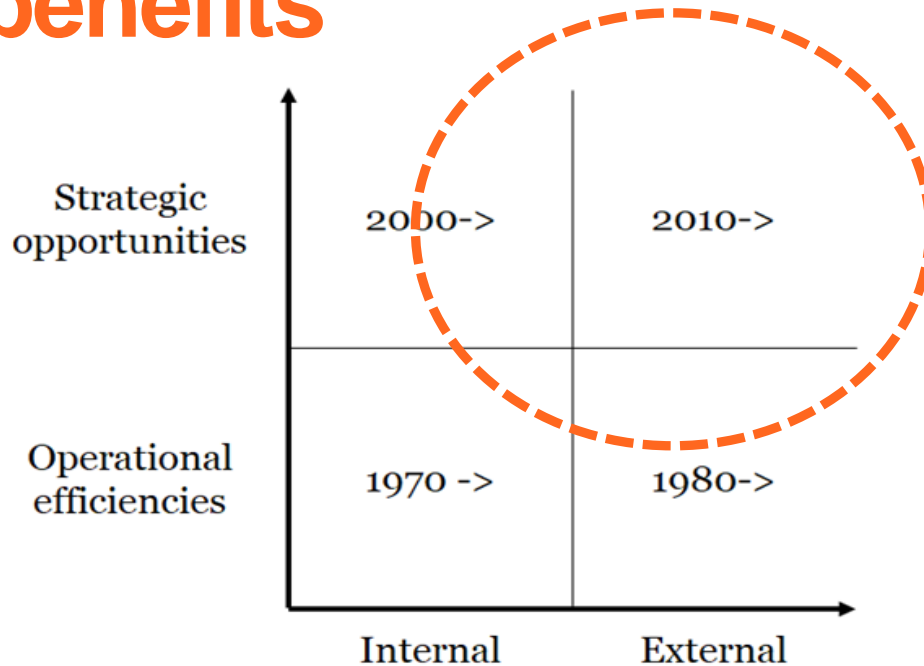 benefits
Strategic
opportunities
2000->
2010->
Operational
efficiencies
1970 ->
1980->
Internal
External